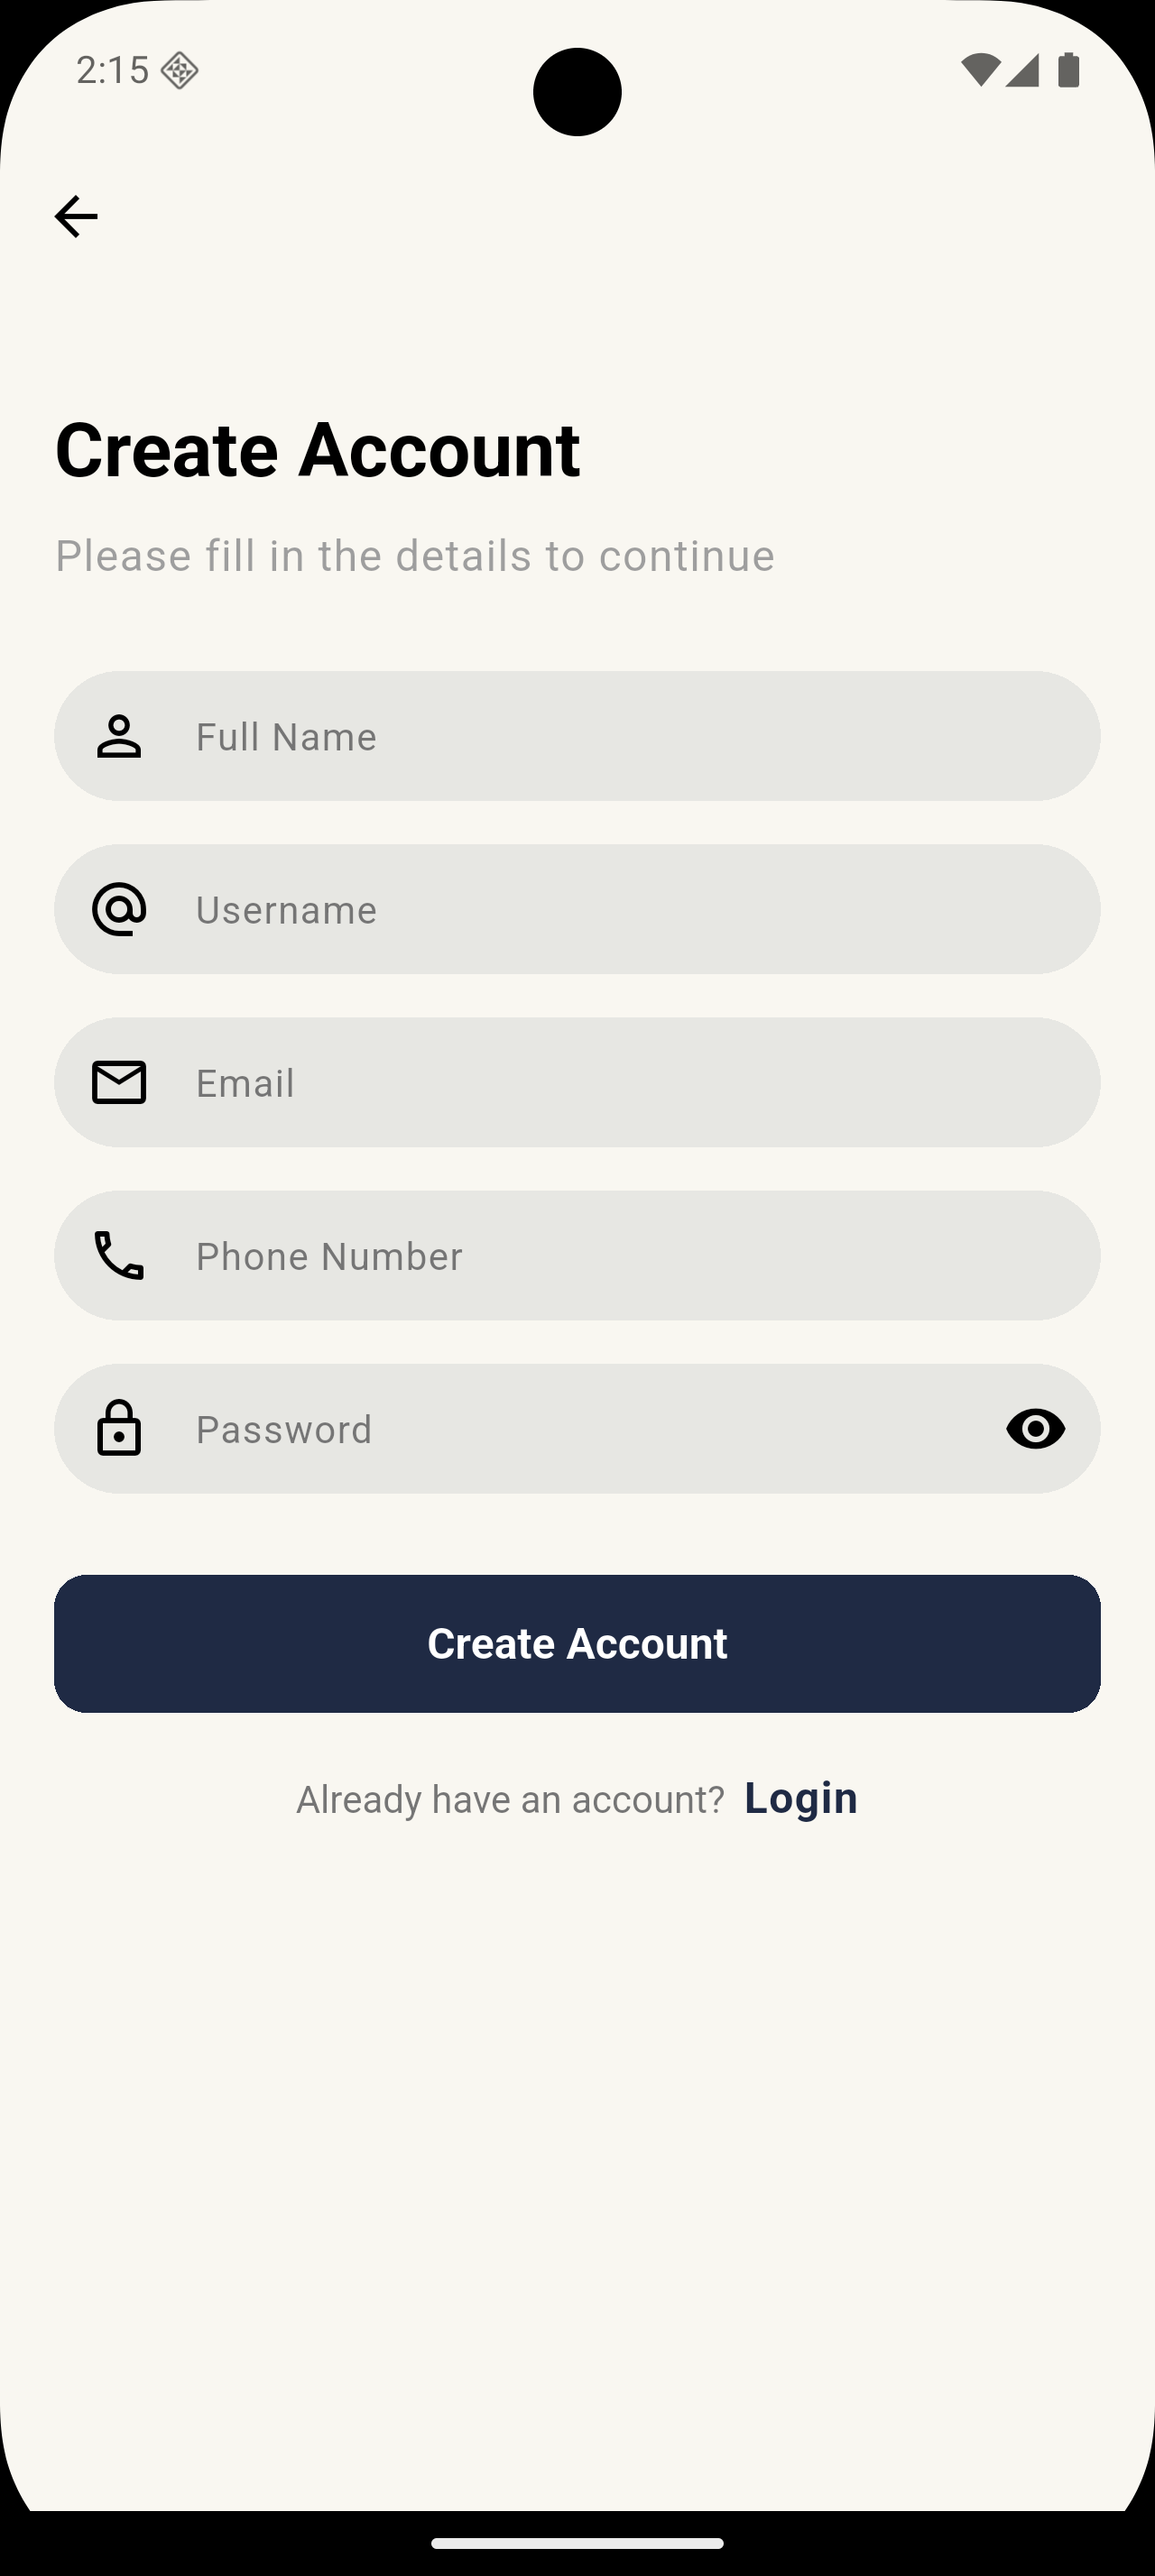 2:15
Create Account
Please fill in the details to continue
Full Name
Username
Email
Phone Number
Password
Create Account
Already have an account? Login